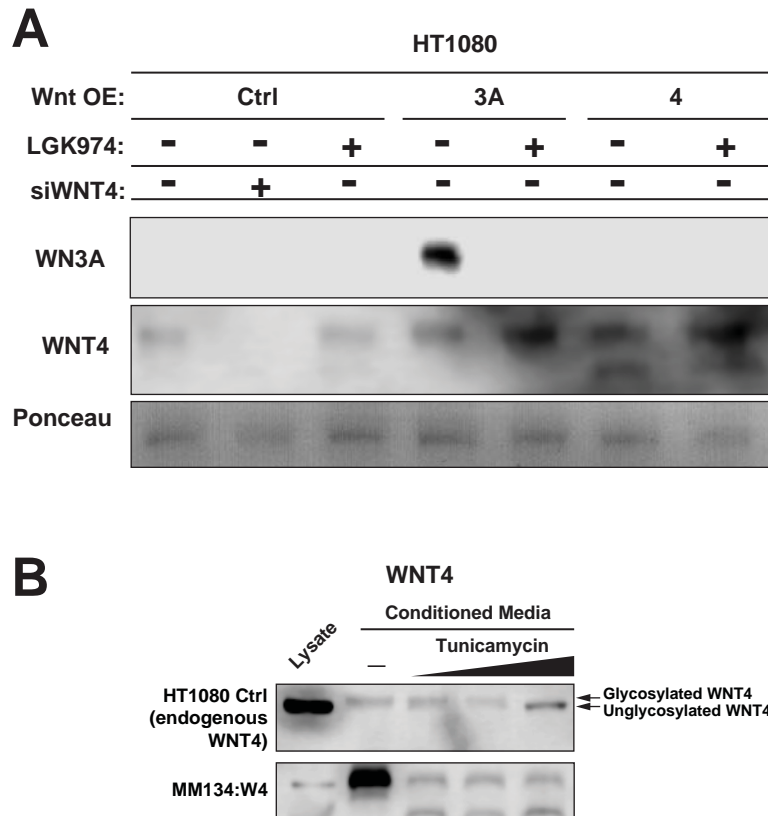 A
HT1080
Wnt OE: Ctrl 3A 4
LGK974: - - + - + - +
siWNT4: - + - - - - -
WN3A
WNT4
Ponceau
B
WNT4
Conditioned Media
Lysate
Tunicamycin
—
HT1080 Ctrl
(endogenous
WNT4)
Glycosylated WNT4
Unglycosylated WNT4
MM134:W4